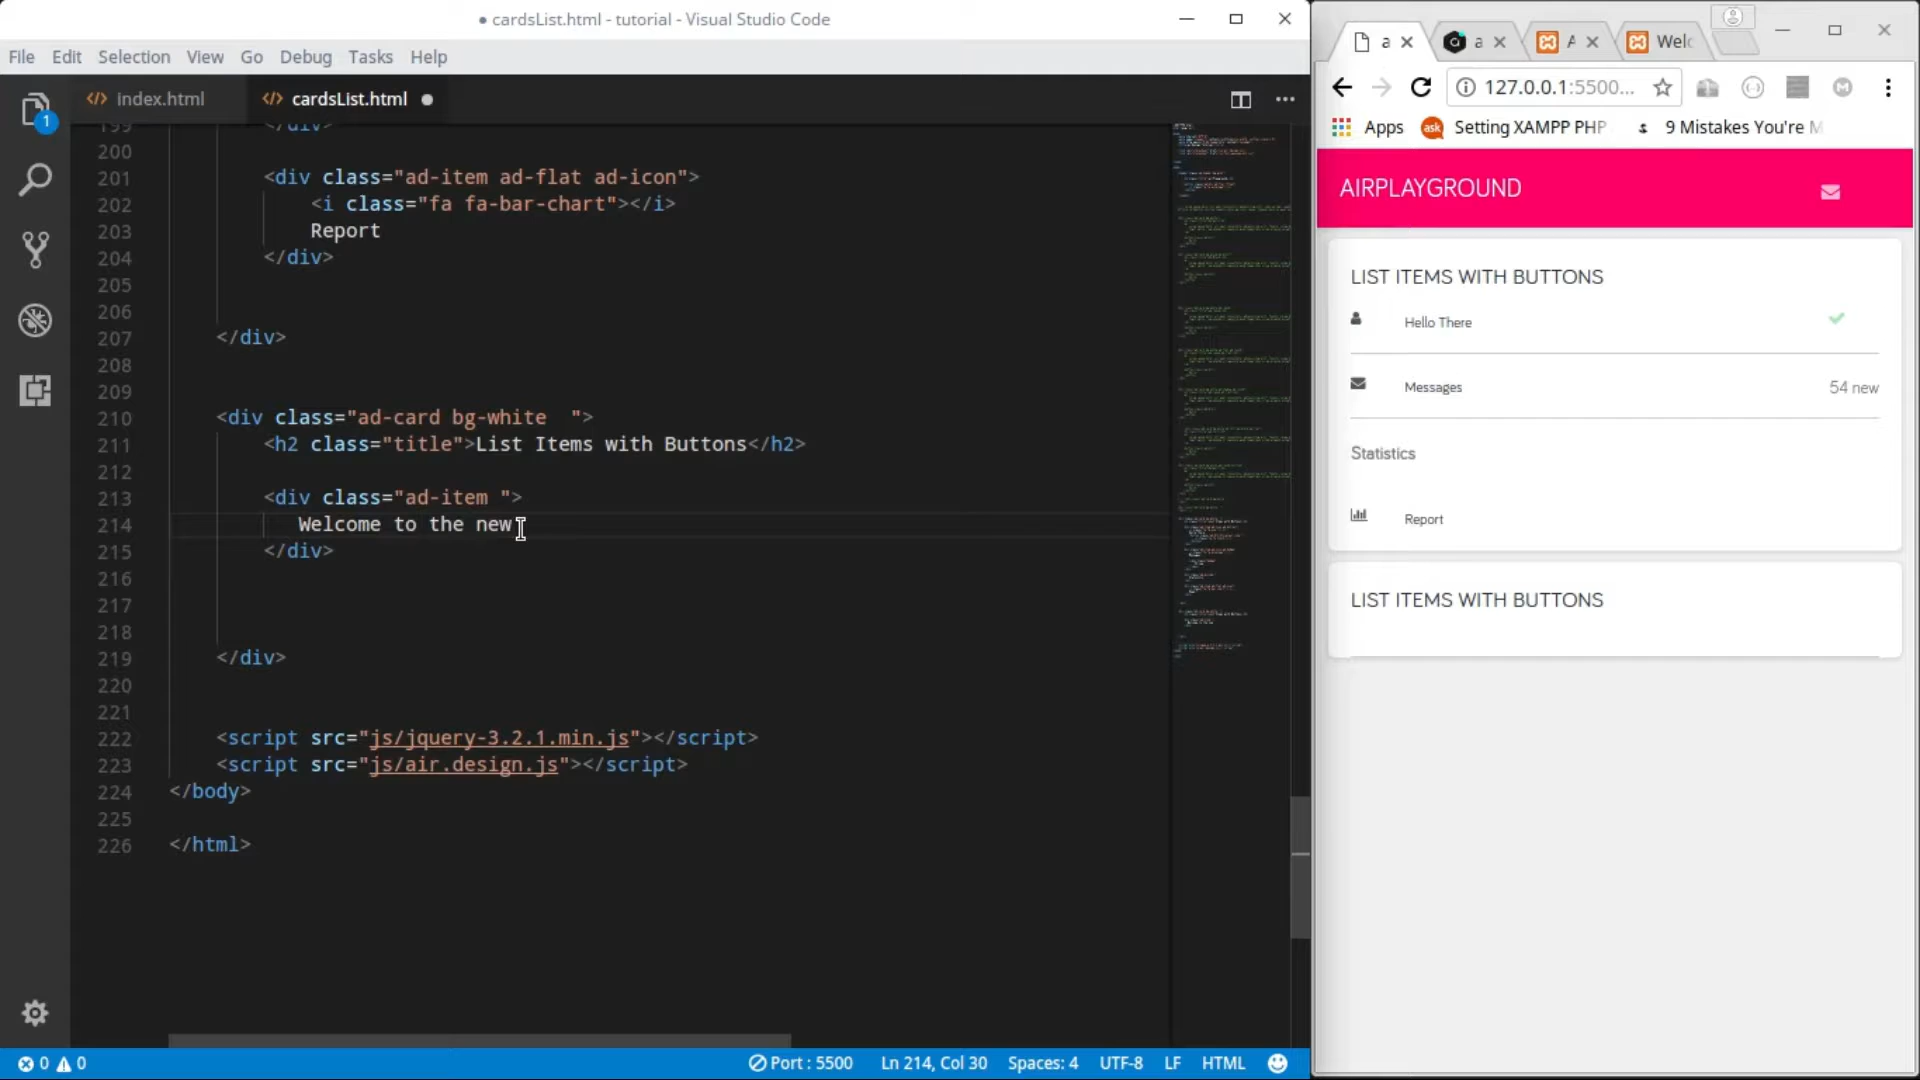 ● cardsList.html - tutorial - Visual Studio Code
File Edit Selection View Go Debug Tasks Help
1
index.html
cardsList.html
199 </div>
200
201 <div class="ad-item ad-flat ad-icon">
202 <i class="fa fa-bar-chart"></i>
203 Report
204 </div>
205
206
207 </div>
208
209
210 <div class="ad-card bg-white  ">
211 <h2 class="title">List Items with Buttons</h2>
212
213 <div class="ad-item ">
214 Welcome to the new
215 </div>
216
217
218
219 </div>
220
221
222 <script src="js/jquery-3.2.1.min.js"></script>
223 <script src="js/air.design.js"></script>
224 </body>
225
226 </html>
0 0 Port : 5500 Ln 214, Col 30 Spaces: 4 UTF-8 LF HTML
a a A Welc
127.0.0.1:5500...
Apps ask Setting XAMPP PHP 9 Mistakes You're M
AIRPLAYGROUND
LIST ITEMS WITH BUTTONS
Hello There
Messages 54 new
Statistics
Report
LIST ITEMS WITH BUTTONS